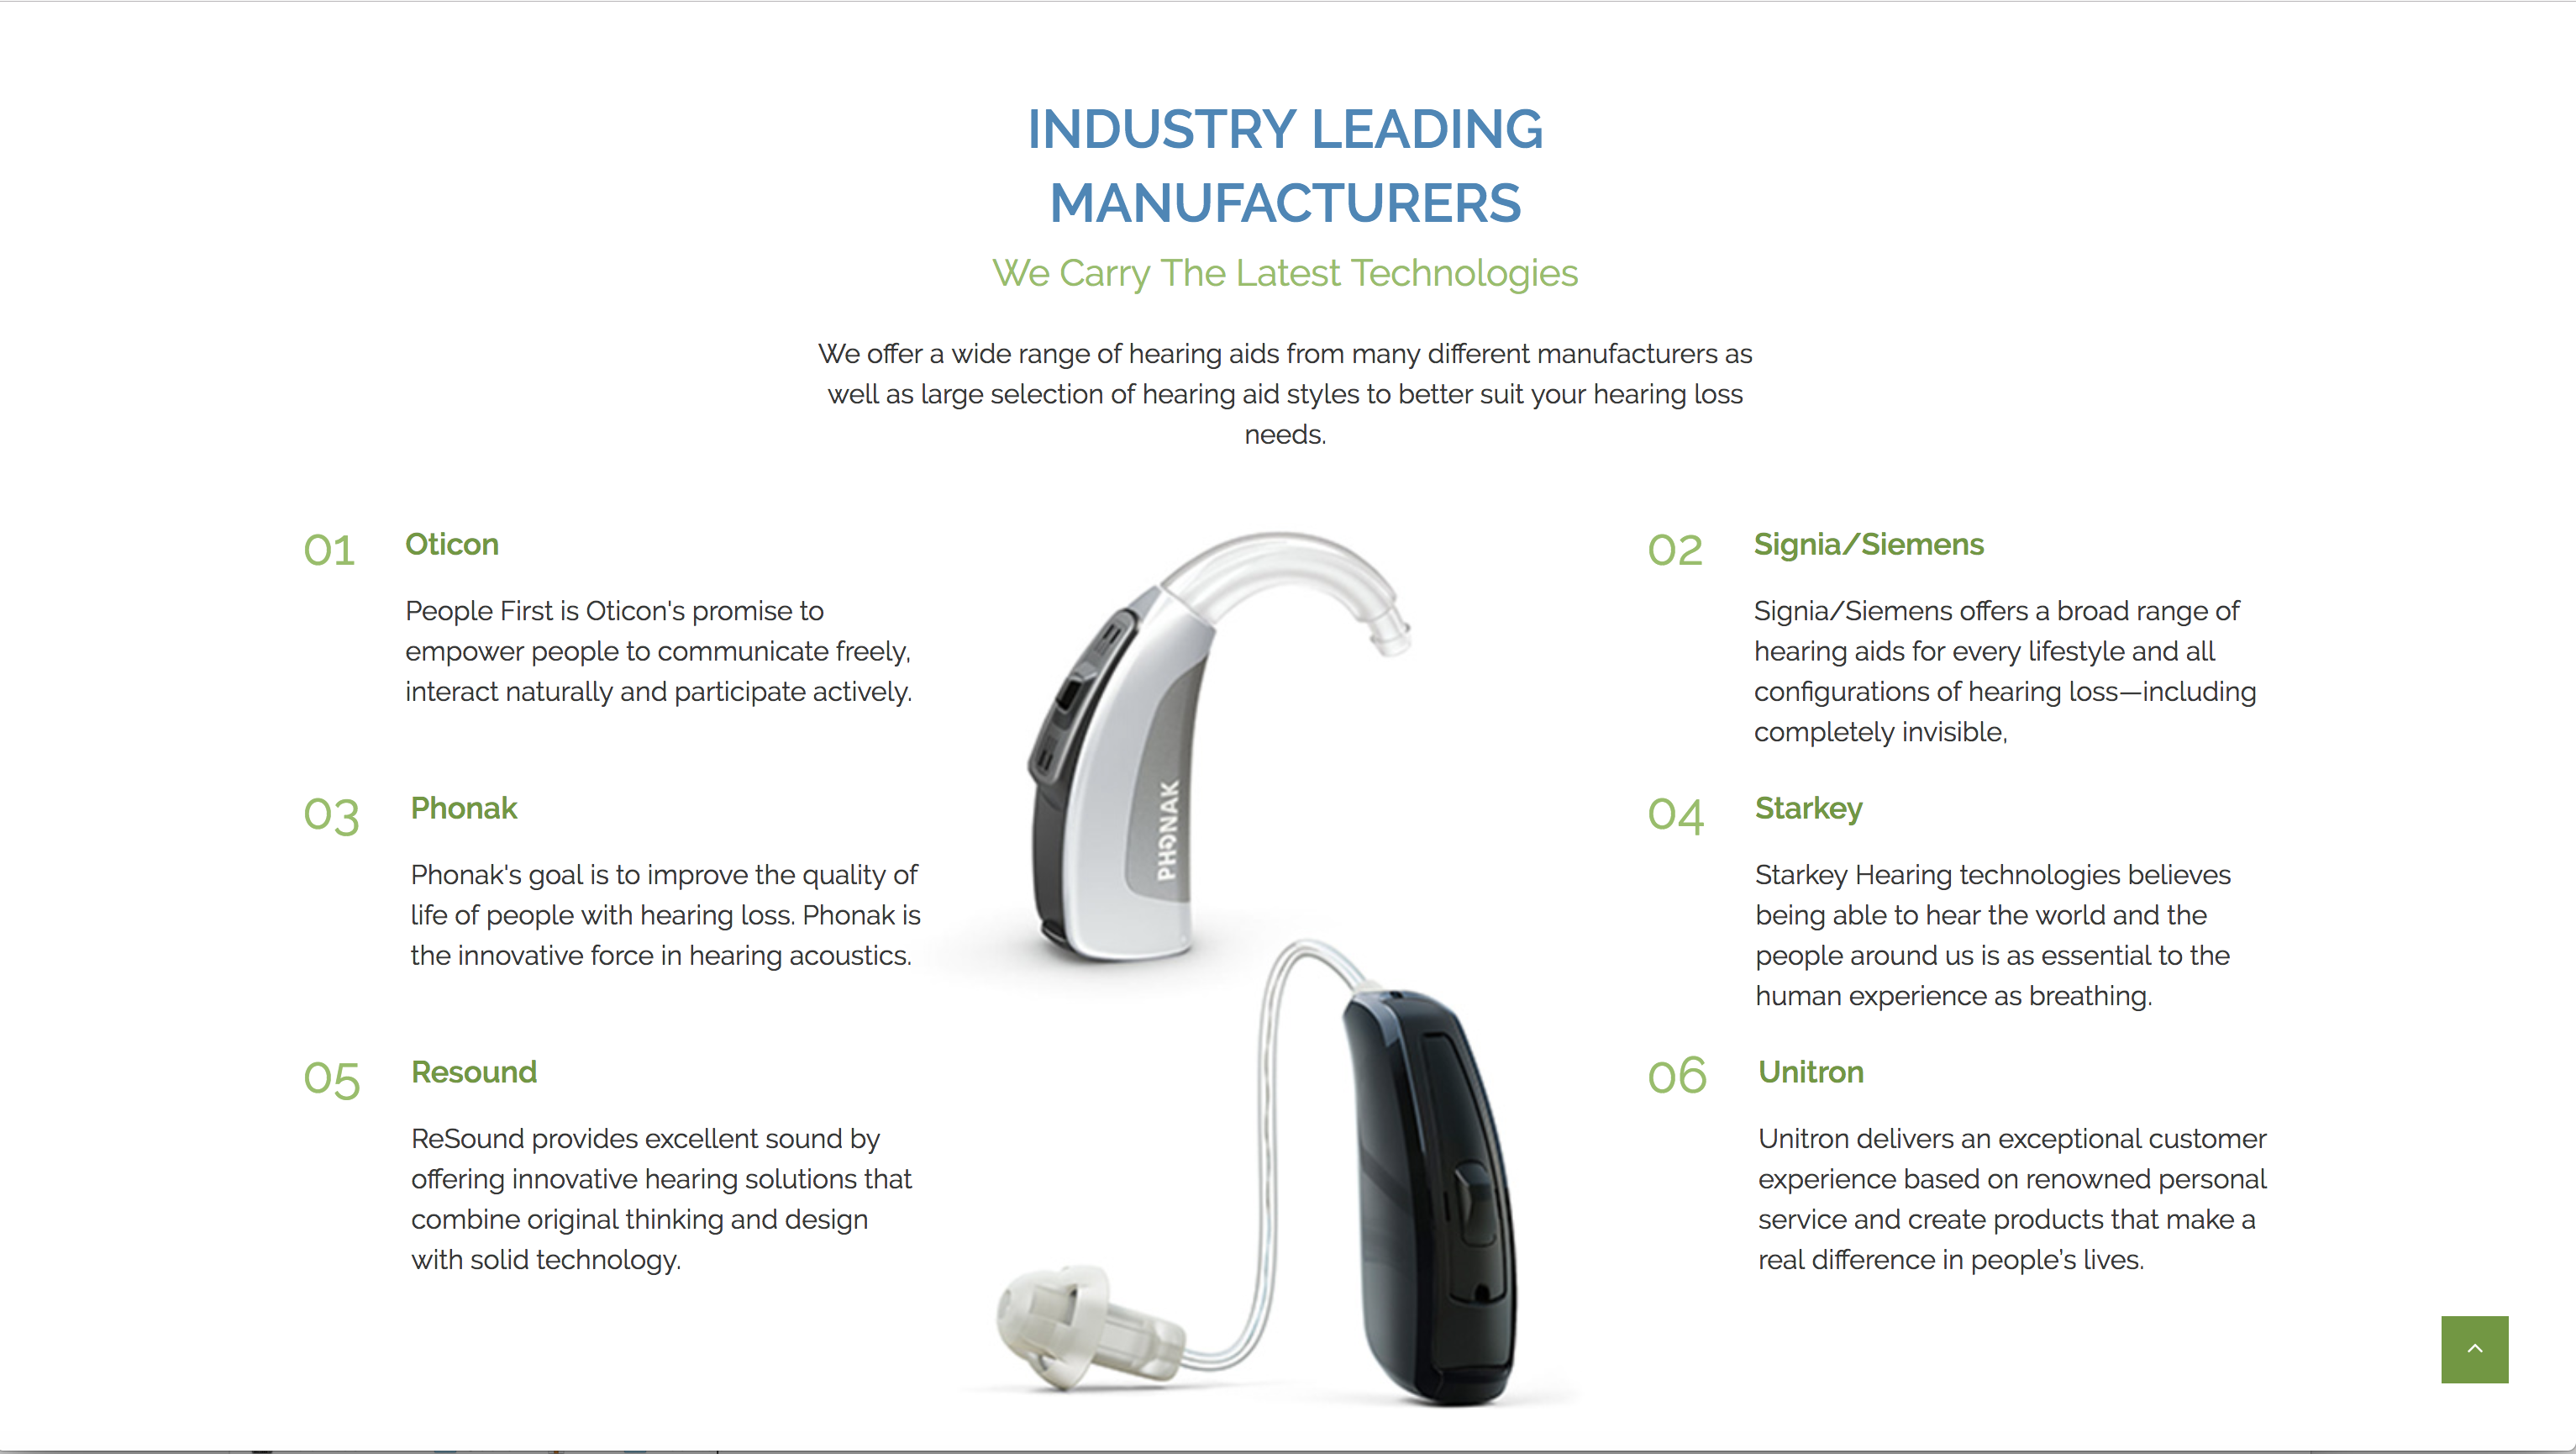 INDUSTRY LEADING
MANUFACTURERS
We Carry The Latest Technologies
We offer a wide range of hearing aids from many different manufacturers as
well as large selection of hearing aid styles to better suit your hearing loss
needs.
01 Oticon
People First is Oticon's promise to
empower people to communicate freely,
interact naturally and participate actively.
02 Signia/Siemens
Signia/Siemens offers a broad range of
hearing aids for every lifestyle and all
configurations of hearing loss—including
completely invisible,
03 Phonak
Phonak's goal is to improve the quality of
life of people with hearing loss. Phonak is
the innovative force in hearing acoustics.
PHONAK
04 Starkey
Starkey Hearing technologies believes
being able to hear the world and the
people around us is as essential to the
human experience as breathing.
05 Resound
ReSound provides excellent sound by
offering innovative hearing solutions that
combine original thinking and design
with solid technology.
06 Unitron
Unitron delivers an exceptional customer
experience based on renowned personal
service and create products that make a
real difference in people’s lives.